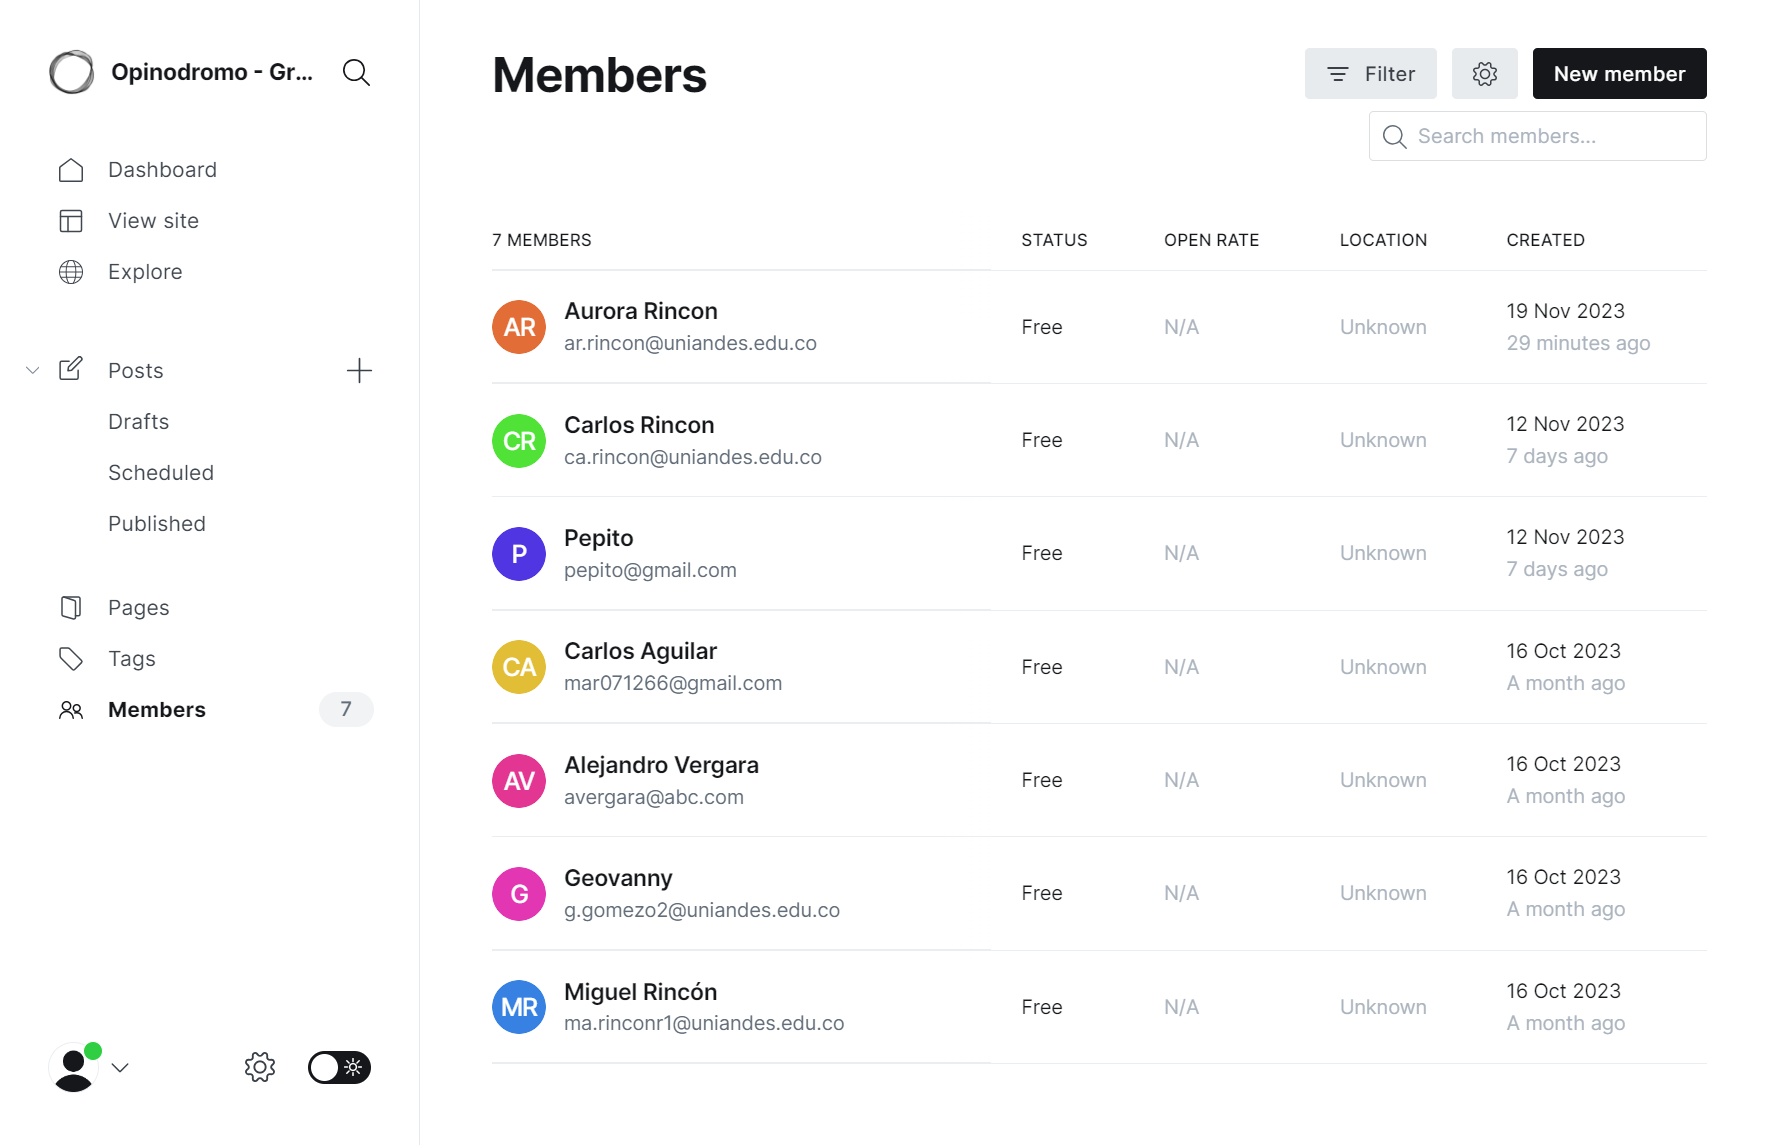 Opinodromo - Gr...
Dashboard
View site
Explore
Posts
Drafts
Scheduled
Published
Pages
Tags
Members 7
Members
Filter
New member
Search members...
7 MEMBERS STATUS OPEN RATE LOCATION CREATED
AR Aurora Rincon
ar.rincon@uniandes.edu.co
Free N/A Unknown
19 Nov 2023
29 minutes ago
CR Carlos Rincon
ca.rincon@uniandes.edu.co
Free N/A Unknown
12 Nov 2023
7 days ago
P Pepito
pepito@gmail.com
Free N/A Unknown
12 Nov 2023
7 days ago
CA Carlos Aguilar
mar071266@gmail.com
Free N/A Unknown
16 Oct 2023
A month ago
AV Alejandro Vergara
avergara@abc.com
Free N/A Unknown
16 Oct 2023
A month ago
G Geovanny
g.gomezo2@uniandes.edu.co
Free N/A Unknown
16 Oct 2023
A month ago
MR Miguel Rincón
ma.rinconr1@uniandes.edu.co
Free N/A Unknown
16 Oct 2023
A month ago